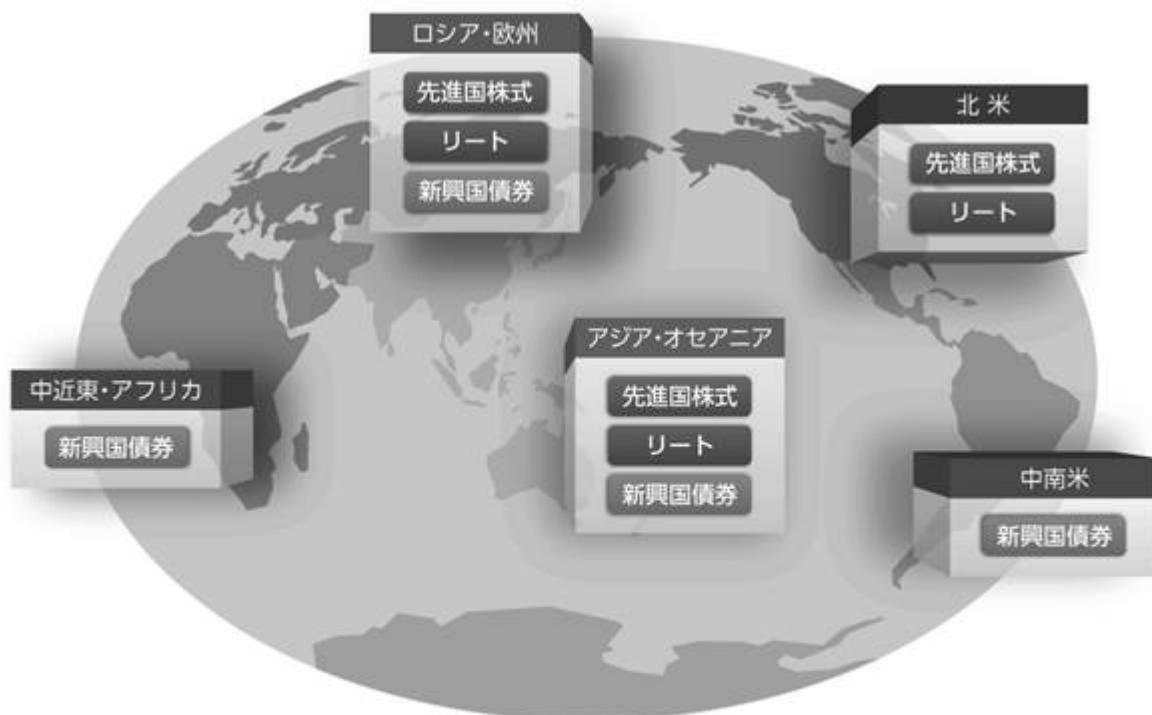 ロシア・欧州
先進国株式
リート
新興国債券
北米
先進国株式
リート
アジア・オセアニア
先進国株式
リート
新興国債券
中近東・アフリカ
新興国債券
中南米
新興国債券